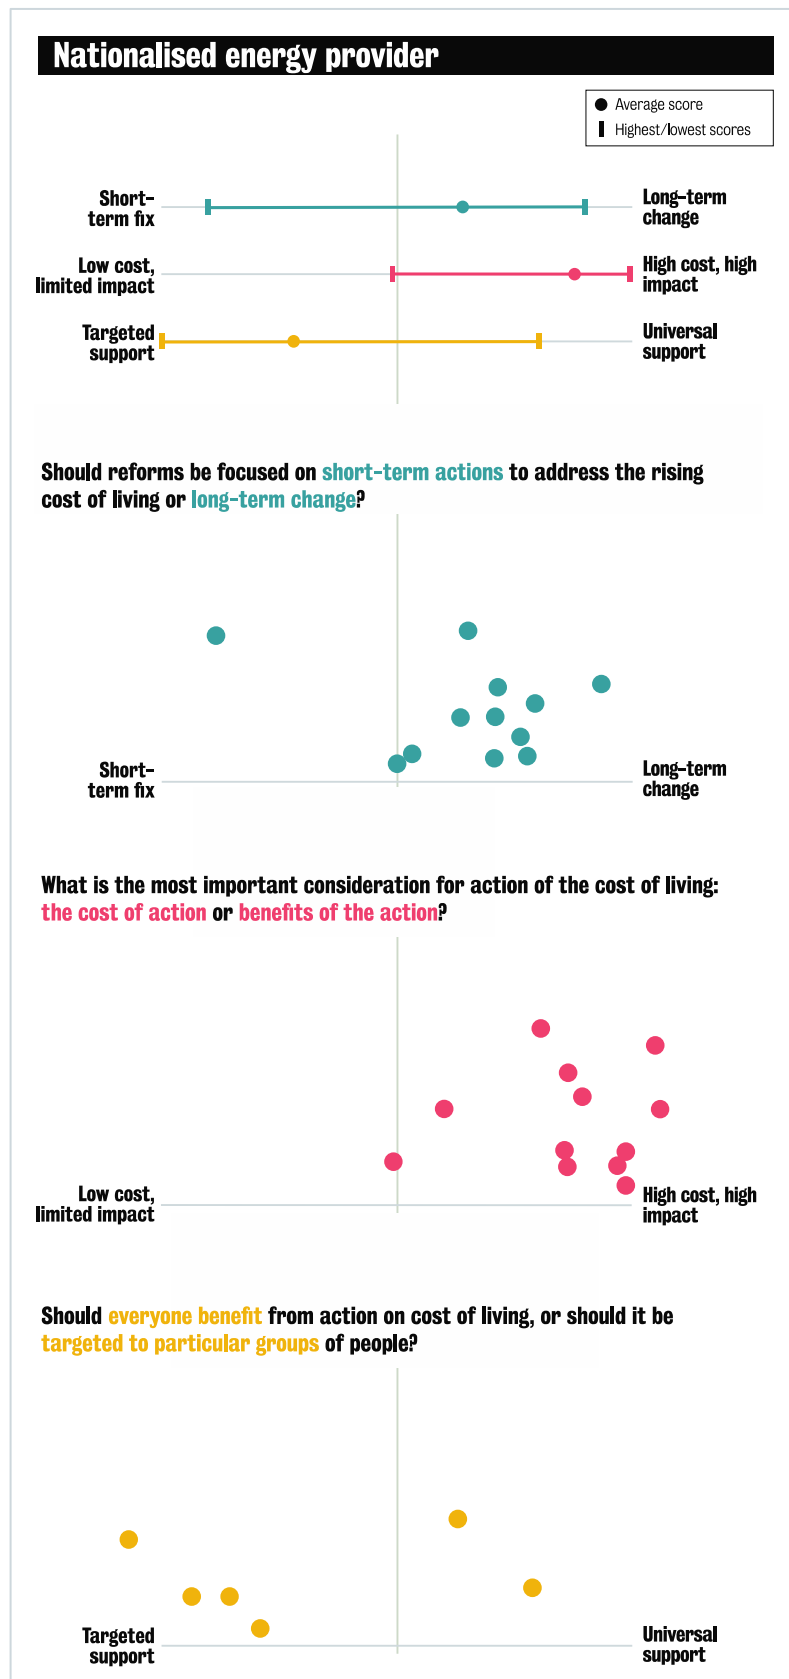 Nationalised energy provider
Average score
Highest/lowest scores
Short-
term fix
Long-term
change
Low cost,
limited impact
High cost, high
impact
Targeted
support
Universal
support
Should reforms be focused on short-term actions to address the rising
cost of living or long-term change?
Short-
term fix
Long-term
change
What is the most important consideration for action of the cost of living:
the cost of action or benefits of the action?
Low cost,
limited impact
High cost, high
impact
Should everyone benefit from action on cost of living, or should it be
targeted to particular groups of people?
Targeted
support
Universal
support